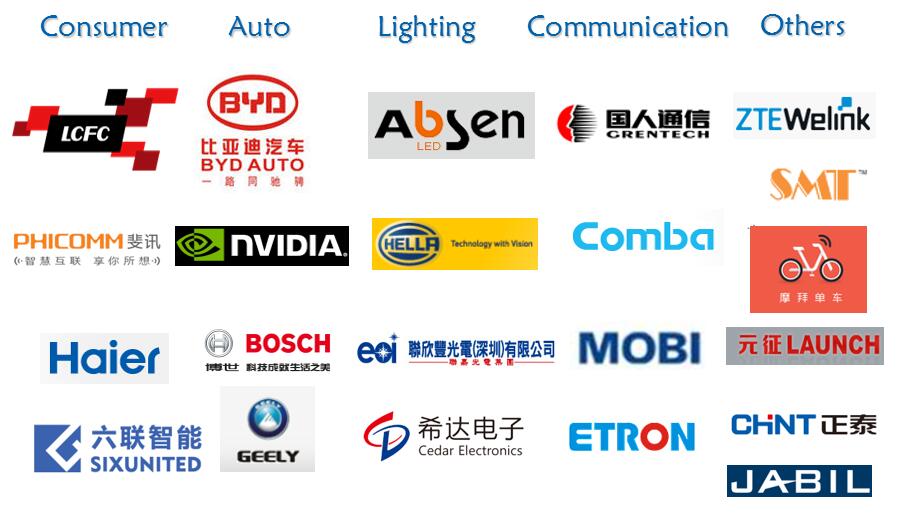 Consumer
Auto
Lighting
Communication
Others
LCFC
BYD
比亚迪汽车
BYD AUTO
一路同驰骋
Absen
LED
国人通信
GRENTECH
ZTEWelink
SMT™
PHICOMM 斐讯
智慧互联 享你所想
NVIDIA.
HELLA
Technology with Vision
Comba
摩拜单车
Haier
BOSCH
博世 科技成就生活之美
eoi 聯欣豐光電(深圳)有限公司
聯嘉光電集團
MOBI
元征 LAUNCH
六联智能
SIXUNITED
GEELY
希达电子
Cedar Electronics
ETRON
CHINT 正泰
JABIL